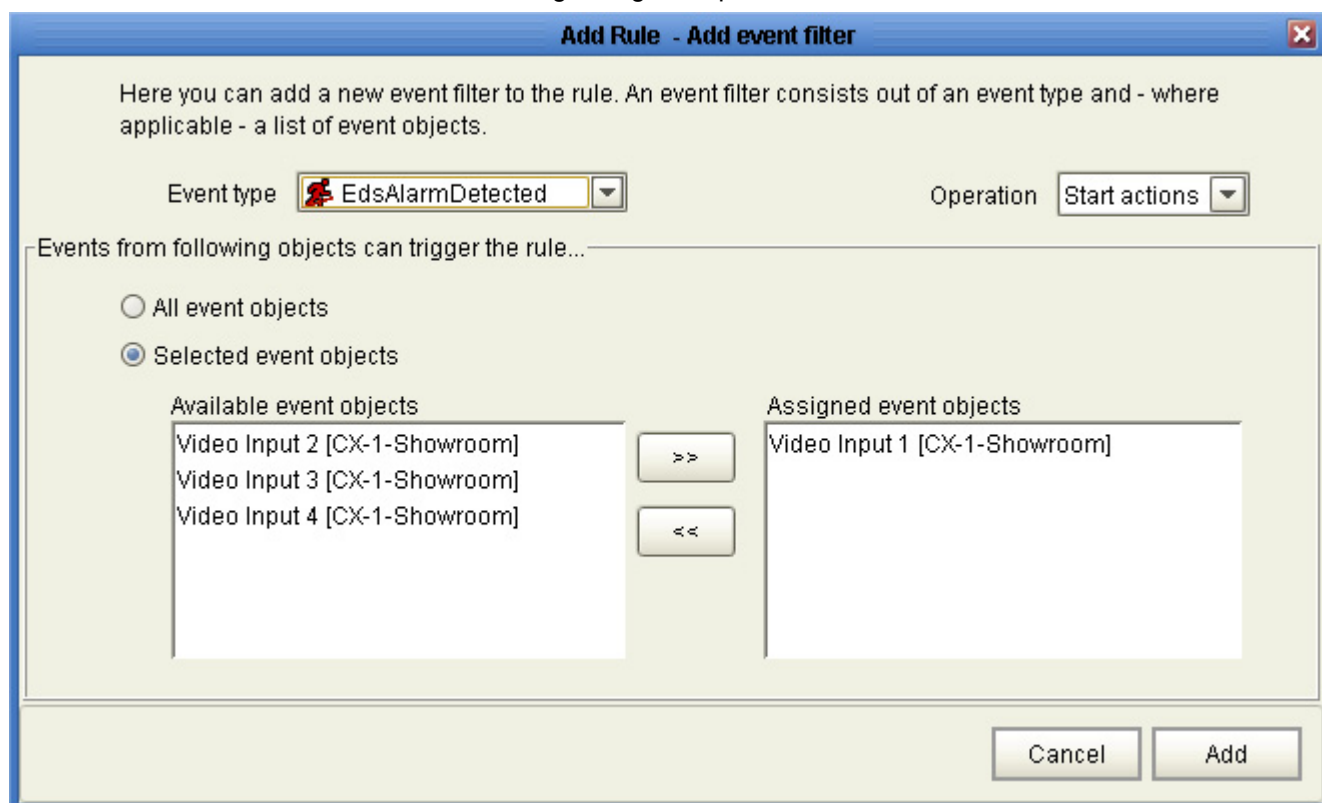 Add Rule - Add event filter
Here you can add a new event filter to the rule. An event filter consists out of an event type and - where
applicable - a list of event objects.
Event type EdsAlarmDetected Operation Start actions
Events from following objects can trigger the rule...
All event objects
Selected event objects
Available event objects
Video Input 2 [CX-1-Showroom]
Video Input 3 [CX-1-Showroom]
Video Input 4 [CX-1-Showroom]
>>
<<
Assigned event objects
Video Input 1 [CX-1-Showroom]
Cancel Add